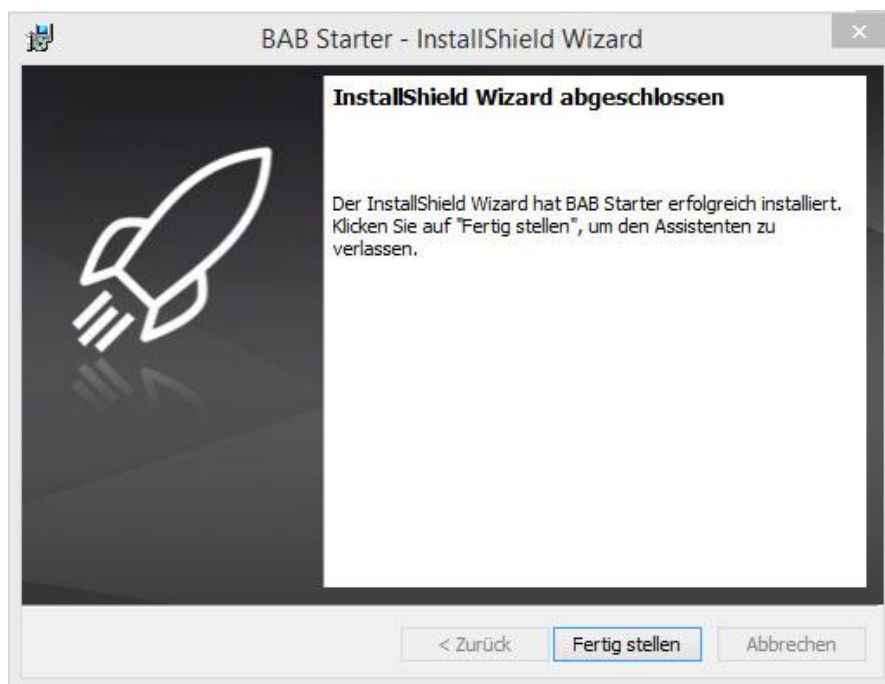 BAB Starter - InstallShield Wizard
InstallShield Wizard abgeschlossen
Der InstallShield Wizard hat BAB Starter erfolgreich installiert.
Klicken Sie auf "Fertig stellen", um den Assistenten zu
verlassen.
< Zurück
Fertig stellen
Abbrechen